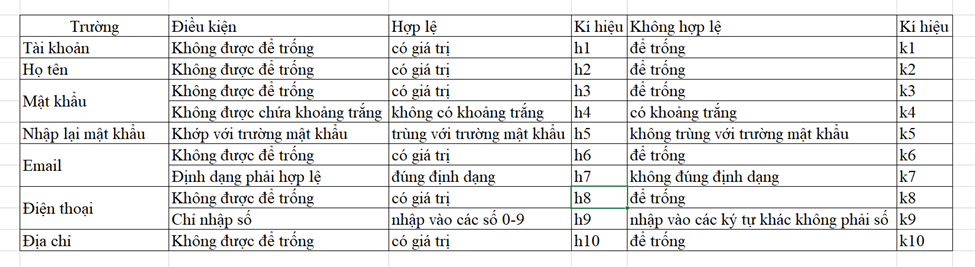 Trường Điều kiện Hợp lệ Kí hiệu Không hợp lệ Kí hiệu
Tài khoản Không được để trống có giá trị h1 để trống k1
Họ tên Không được để trống có giá trị h2 để trống k2
Mật khẩu Không được để trống có giá trị h3 để trống k3
Không được chứa khoảng trắng không có khoảng trắng h4 có khoảng trắng k4
Nhập lại mật khẩu Khớp với trường mật khẩu trùng với trường mật khẩu h5 không trùng với trường mật khẩu k5
Email Không được để trống có giá trị h6 để trống k6
Định dạng phải hợp lệ đúng định dạng h7 không đúng định dạng k7
Điện thoại Không được để trống có giá trị h8 để trống k8
Chỉ nhập số nhập vào các số 0-9 h9 nhập vào các ký tự khác không phải số k9
Địa chỉ Không được để trống có giá trị h10 để trống k10